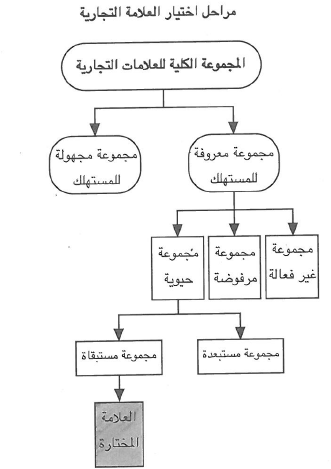 مراحل اختيار العلامة التجارية
المجموعة الكلية للعلامات التجارية
مجموعة معروفة
للمستهلك
مجموعة مجهولة
للمستهلك
مجموعة
غير فعالة
مجموعة
مرفوضة
مجموعة
حيوية
مجموعة مستبعدة
مجموعة مستبقاة
العلامة
المختارة